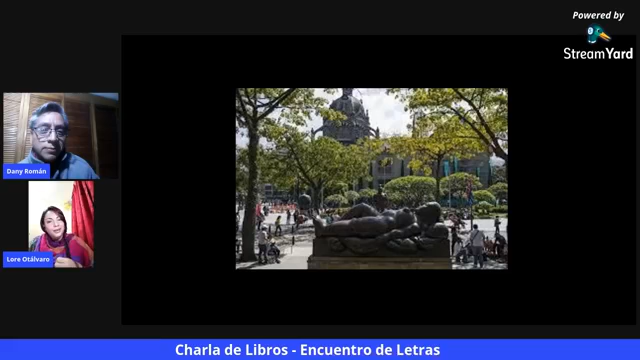 Powered by
StreamYard
Dany Román
Lore Otálvaro
Charla de Libros - Encuentro de Letras